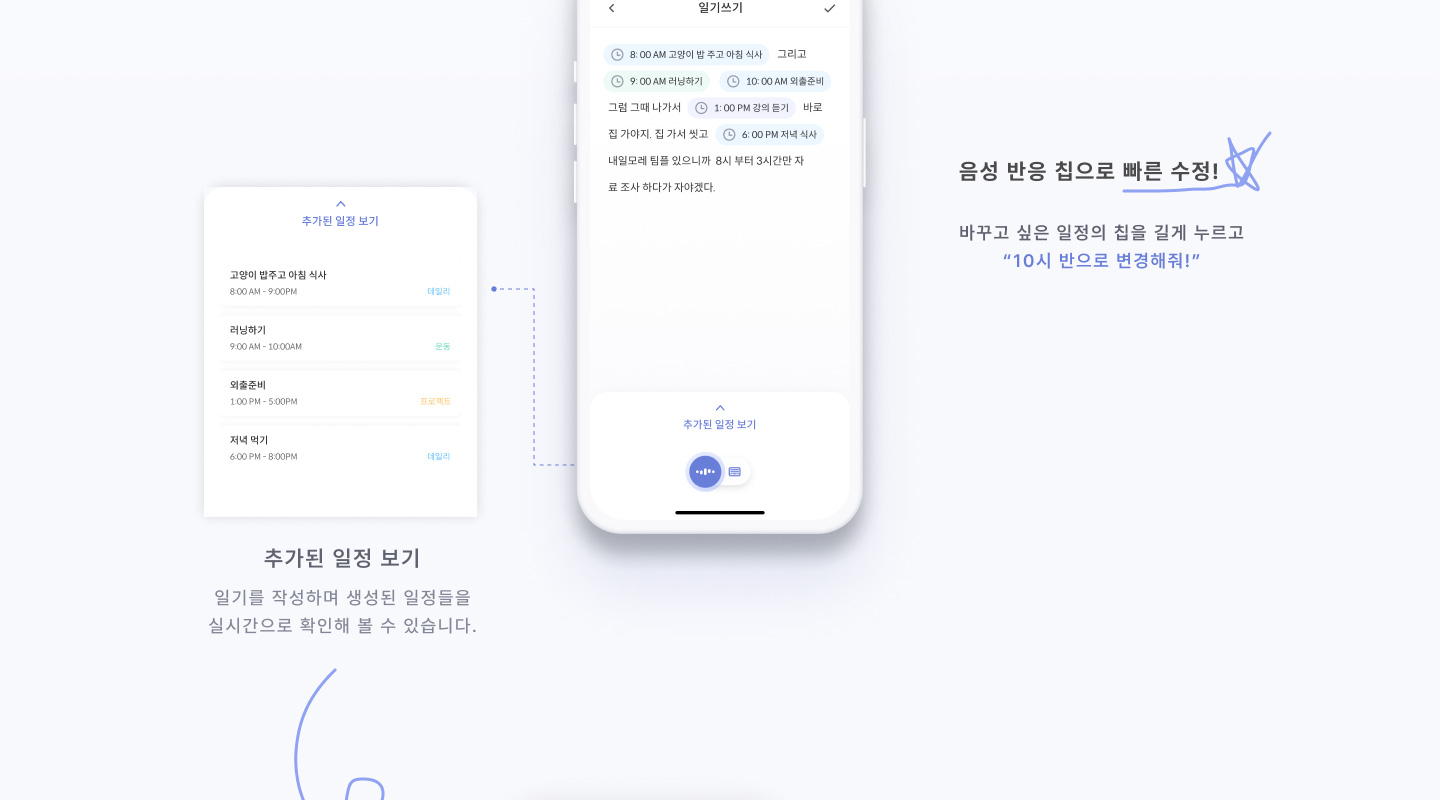 일기쓰기
8: 00 AM 고양이 밥 주고 아침 식사 그리고
9: 00 AM 러닝하기 10: 00 AM 외출준비
그럼 그때 나가서 1: 00 PM 강의 듣기 바로
집 가야지. 집 가서 씻고 6: 00 PM 저녁 식사
내일모레 팀플 있으니까 8시 부터 3시간만 자
료 조사 하다가 자야겠다.
추가된 일정 보기
추가된 일정 보기
고양이 밥주고 아침 식사
8:00 AM - 9:00PM 데일리
러닝하기
9:00 AM - 10:00AM 운동
외출준비
1:00 PM - 5:00PM 프로젝트
저녁 먹기
6:00 PM - 8:00PM 데일리
추가된 일정 보기
일기를 작성하며 생성된 일정들을
실시간으로 확인해 볼 수 있습니다.
음성 반응 칩으로 빠른 수정!
바꾸고 싶은 일정의 칩을 길게 누르고
“10시 반으로 변경해줘!”